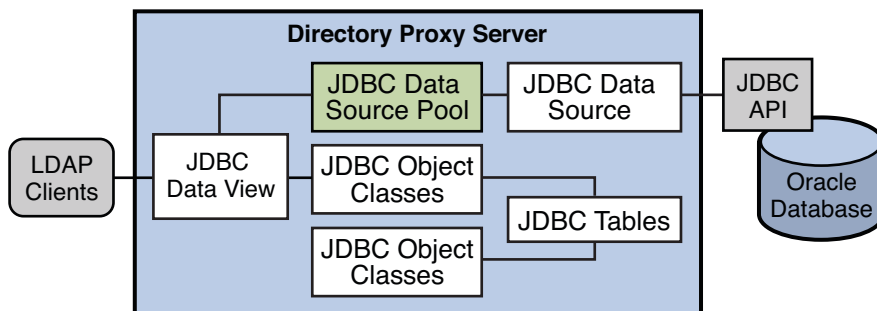 Directory Proxy Server
JDBC Data
Source Pool
JDBC Data
Source
JDBC
API
LDAP
Clients
JDBC
Data View
JDBC Object
Classes
JDBC Tables
Oracle
Database
JDBC Object
Classes